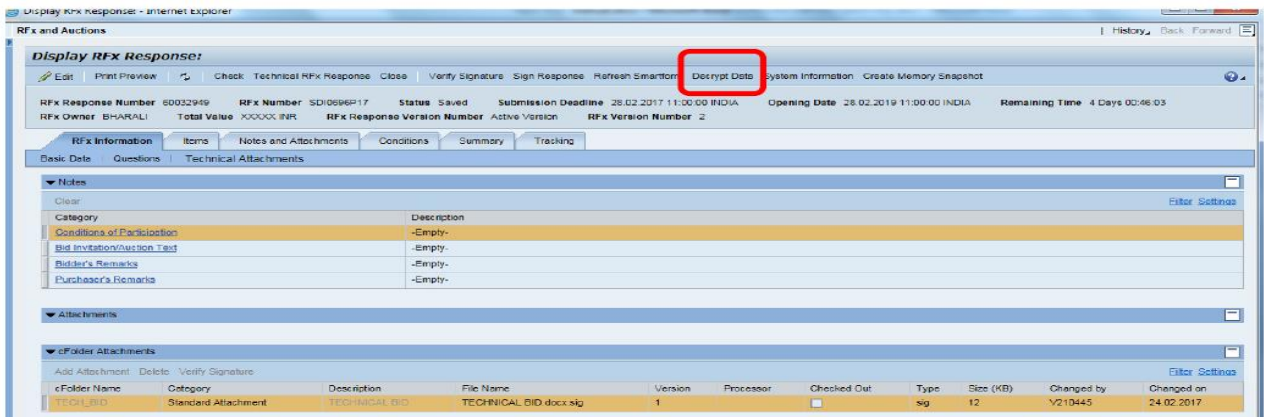 Display RFx Response: - Internet Explorer
RFx and Auctions
History Back Forward
Display RFx Response:
Edit Print Preview Check Technical RFx Response Close Verify Signature Sign Response Refresh Smartform Decrypt Data System Information Create Memory Snapshot
RFx Response Number 60032949 RFx Number SDI0696P17 Status Saved Submission Deadline 28.02.2017 11:00:00 INDIA Opening Date 28.02.2019 11:00:00 INDIA Remaining Time 4 Days 00:46:03
RFx Owner BHARALI Total Value XXXXX INR RFx Response Version Number Active Version RFx Version Number 2
RFx Information Items Notes and Attachments Conditions Summary Tracking
Basic Data Questions Technical Attachments
Notes
Clear Filter Settings
Category Description
Conditions of Participation -Empty-
Bid Invitation/Auction Text -Empty-
Bidder's Remarks -Empty-
Purchaser's Remarks -Empty-
Attachments
cFolder Attachments
Add Attachment Delete Verify Signature Filter Settings
cFolder Name Category Description File Name Version Processor Checked Out Type Size (KB) Changed by Changed on
TECH_BID Standard Attachment TECHNICAL BID TECHNICAL BID.docx.sig 1 sig 12 V210445 24.02.2017